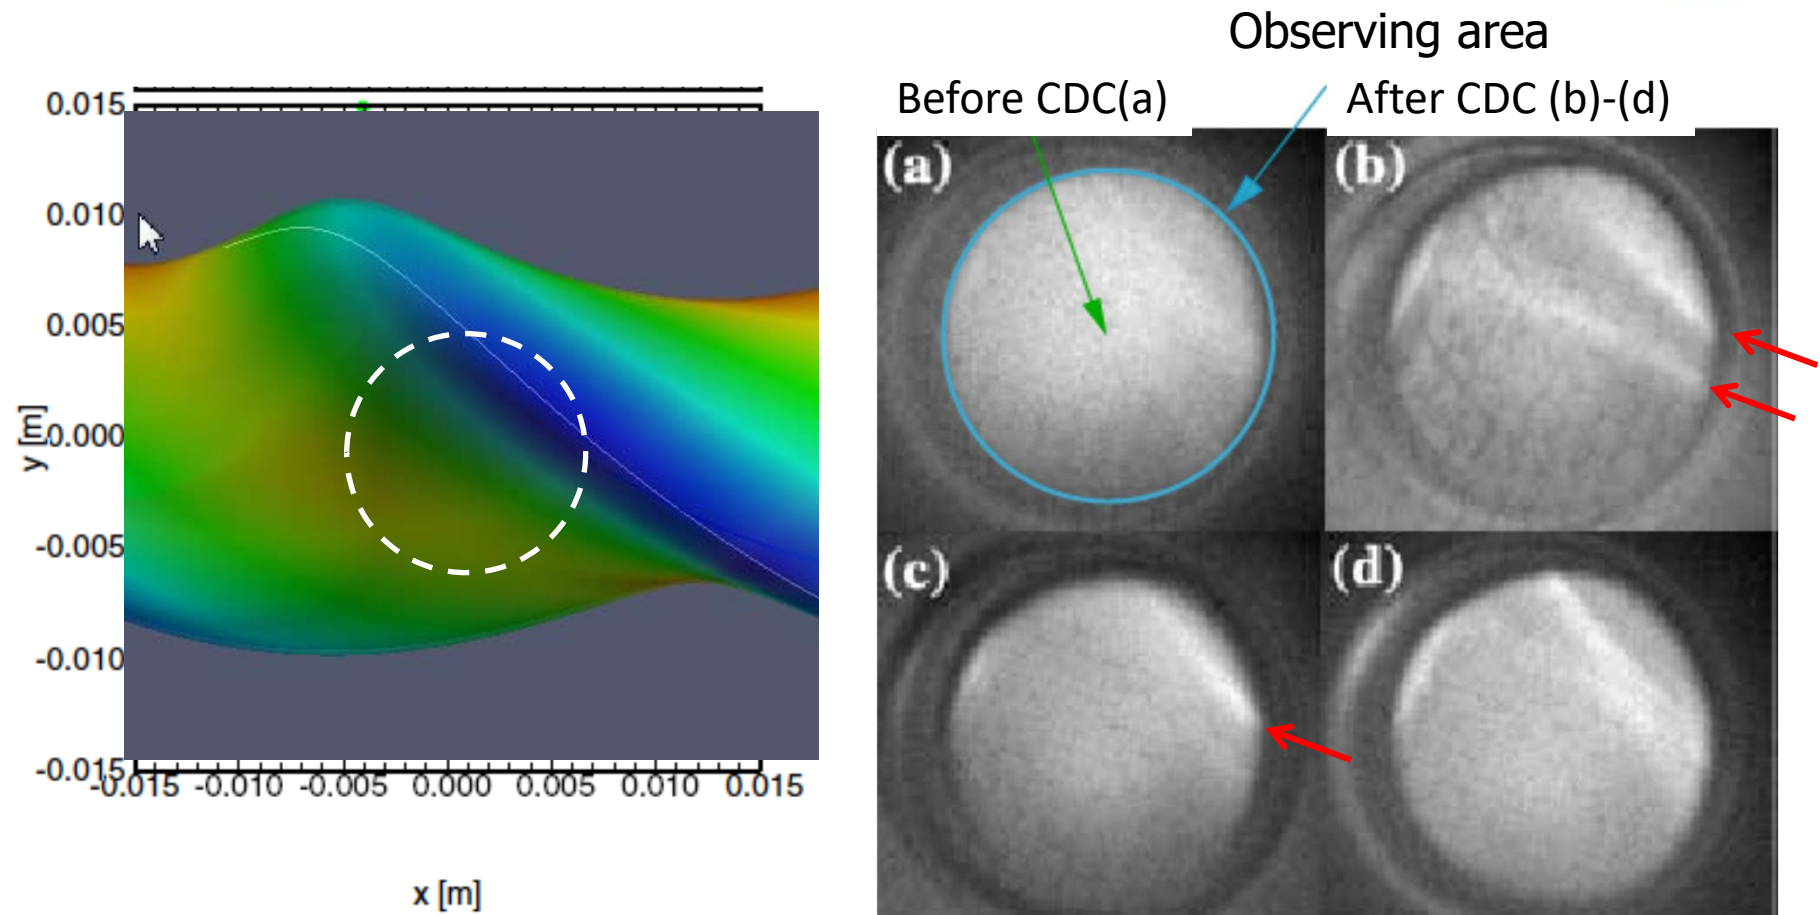 Observing area
Before CDC(a)
After CDC (b)-(d)
(a)
(b)
(c)
(d)
0.015
0.010
0.005
0.000
-0.005
-0.010
-0.015
y [m]
-0.015 -0.010 -0.005 0.000 0.005 0.010 0.015
x [m]